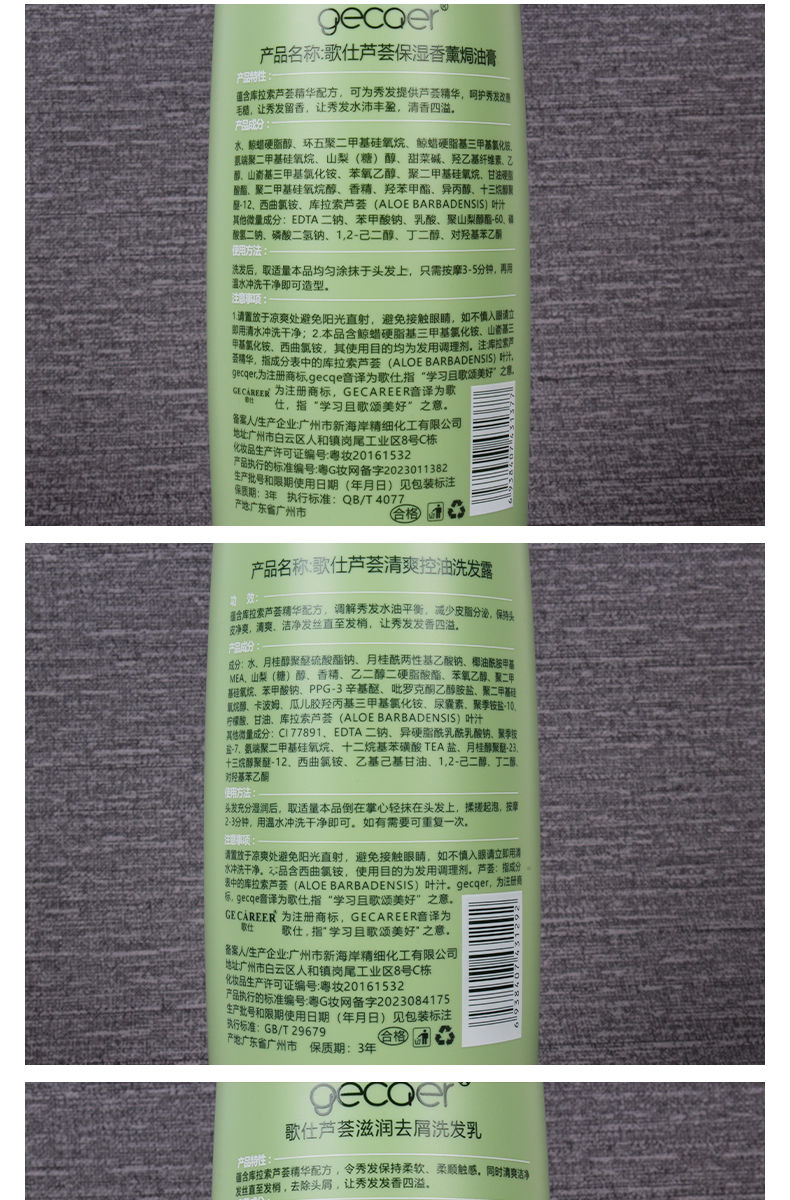 gecqer®
产品名称:歌仕芦荟保湿香薰焗油膏
产品特性：
蕴含库拉索芦荟精华配方，可为秀发提供芦荟精华，呵护秀发改善
毛糙，让秀发留香，让秀发水沛丰盈，清香四溢。
产品成分：
水、鲸蜡硬脂醇、环五聚二甲基硅氧烷、鲸蜡硬脂基三甲基氯化铵、
氨端聚二甲基硅氧烷、山梨（糖）醇、甜菜碱、羟乙基纤维素、乙
醇、山嵛基三甲基氯化铵、苯氧乙醇、聚二甲基硅氧烷、甘油硬脂
酸酯、聚二甲基硅氧烷醇、香精、羟苯甲酯、异丙醇、十三烷醇聚
醚-12、西曲氯铵、库拉索芦荟（ALOE BARBADENSIS）叶汁
其他微量成分：EDTA 二钠、苯甲酸钠、乳酸、聚山梨醇酯-60、磷
酸氢二钠、磷酸二氢钠、1,2-己二醇、丁二醇、对羟基苯乙酮
使用方法：
洗发后，取适量本品均匀涂抹于头发上，只需按摩3-5分钟，再用
温水冲洗干净即可造型。
注意事项：
1.请置放于凉爽处避免阳光直射，避免接触眼睛，如不慎入眼请立
即用清水冲洗干净；2.本品含鲸蜡硬脂基三甲基氯化铵、山嵛基三
甲基氯化铵、西曲氯铵，其使用目的均为发用调理剂。注:库拉索芦
荟精华，指成分表中的库拉索芦荟（ALOE BARBADENSIS) 叶汁。
gecqer,为注册商标,gecqe音译为歌仕,指“学习且歌颂美好”之意。
GECAREER® 为注册商标，GECAREER音译为歌
歌仕 仕，指“学习且歌颂美好”之意。
备案人/生产企业:广州市新海岸精细化工有限公司
地址:广州市白云区人和镇岗尾工业区8号C栋
化妆品生产许可证编号:粤妆20161532
产品执行的标准编号:粤G妆网备字2023011382
生产批号和限期使用日期（年月日）见包装标注
保质期：3年 执行标准：QB/T 4077
产地:广东省广州市
合格
6 938407 431377
产品名称:歌仕芦荟清爽控油洗发露
功 效：
蕴含库拉索芦荟精华配方，调解秀发水油平衡，减少皮脂分泌，保持头
皮净爽，清爽、洁净发丝直至发梢，让秀发发香四溢。
产品成分：
成分：水、月桂醇聚醚硫酸酯钠、月桂酰两性基乙酸钠、椰油酰胺甲基
MEA、山梨（糖）醇、香精、乙二醇二硬脂酸酯、苯氧乙醇、聚二甲
基硅氧烷、苯甲酸钠、PPG-3 辛基醚、吡罗克酮乙醇胺盐、聚二甲基硅
氧烷醇、卡波姆、瓜儿胶羟丙基三甲基氯化铵、尿囊素、聚季铵盐-10、
柠檬酸、甘油、库拉索芦荟（ALOE BARBADENSIS）叶汁
其他微量成分：CI 77891、EDTA 二钠、异硬脂酰乳酰乳酸钠、聚季铵
盐-7、氨端聚二甲基硅氧烷、十二烷基苯磺酸 TEA 盐、月桂醇聚醚-23、
十三烷醇聚醚-12、西曲氯铵、乙基己基甘油、1,2-己二醇、丁二醇、
对羟基苯乙酮
使用方法：
头发充分湿润后，取适量本品倒在掌心轻抹在头发上，揉搓起泡，按摩
2-3分钟，用温水冲洗干净即可。如有需要可重复一次。
注意事项：
请置放于凉爽处避免阳光直射，避免接触眼睛，如不慎入眼请立即用清
水冲洗干净。本品含西曲氯铵，使用目的为发用调理剂。芦荟：指成分
表中的库拉索芦荟（ALOE BARBADENSIS）叶汁。gecqer, 为注册商
标，gecqe音译为歌仕,指“学习且歌颂美好”之意。
GECAREER® 为注册商标，GECAREER音译为
歌仕 歌仕 , 指“学习且歌颂美好”之意。
备案人/生产企业:广州市新海岸精细化工有限公司
地址:广州市白云区人和镇岗尾工业区8号C栋
化妆品生产许可证编号:粤妆20161532
产品执行的标准编号:粤G妆网备字2023084175
生产批号和限期使用日期（年月日）见包装标注
执行标准：GB/T 29679
产地:广东省广州市 保质期：3年
合格
gecqer®
歌仕芦荟滋润去屑洗发乳
产品特性：
蕴含库拉索芦荟精华配方，令秀发保持柔软、柔顺触感。同时清爽洁净
发丝直至发梢，去除头屑，让秀发发香四溢。